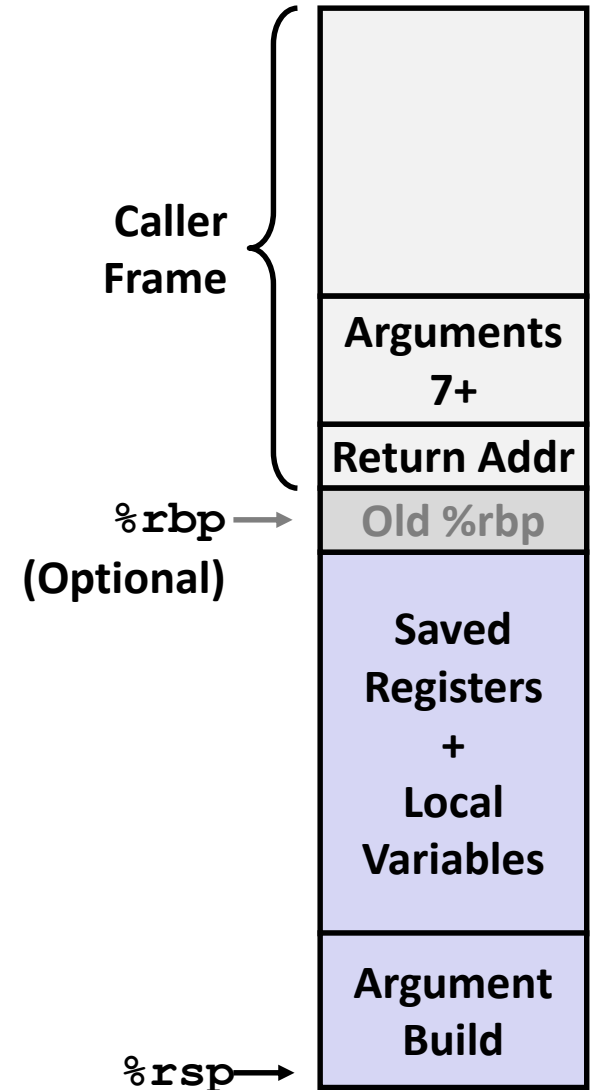 Caller
Frame
Arguments
7+
Return Addr
%rbp
(Optional)
Old %rbp
Saved
Registers
+
Local
Variables
Argument
Build
%rsp